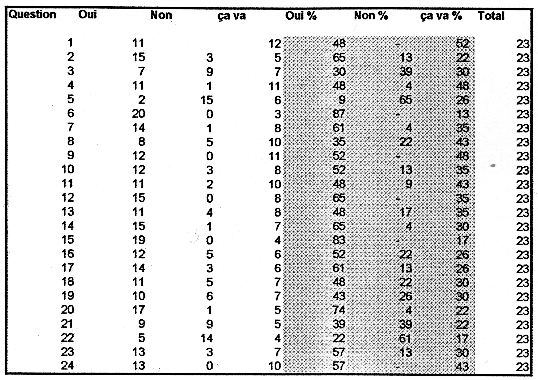 Question Oui Non ça va Oui % Non % ça va % Total
1 11 12 48 - 52 23
2 15 3 5 65 13 22 23
3 7 9 7 30 39 30 23
4 11 1 11 48 4 48 23
5 2 15 6 9 65 26 23
6 20 0 3 87 - 13 23
7 14 1 8 61 4 35 23
8 8 5 10 35 22 43 23
9 12 0 11 52 - 48 23
10 12 3 8 52 13 35 23
11 11 2 10 48 9 43 23
12 15 0 8 65 - 35 23
13 11 4 8 48 17 35 23
14 15 1 7 65 4 30 23
15 19 0 4 83 - 17 23
16 12 5 6 52 22 26 23
17 14 3 6 61 13 26 23
18 11 5 7 48 22 30 23
19 10 6 7 43 26 30 23
20 17 1 5 74 4 22 23
21 9 9 5 39 39 22 23
22 5 14 4 22 61 17 23
23 13 3 7 57 13 30 23
24 13 0 10 57 - 43 23